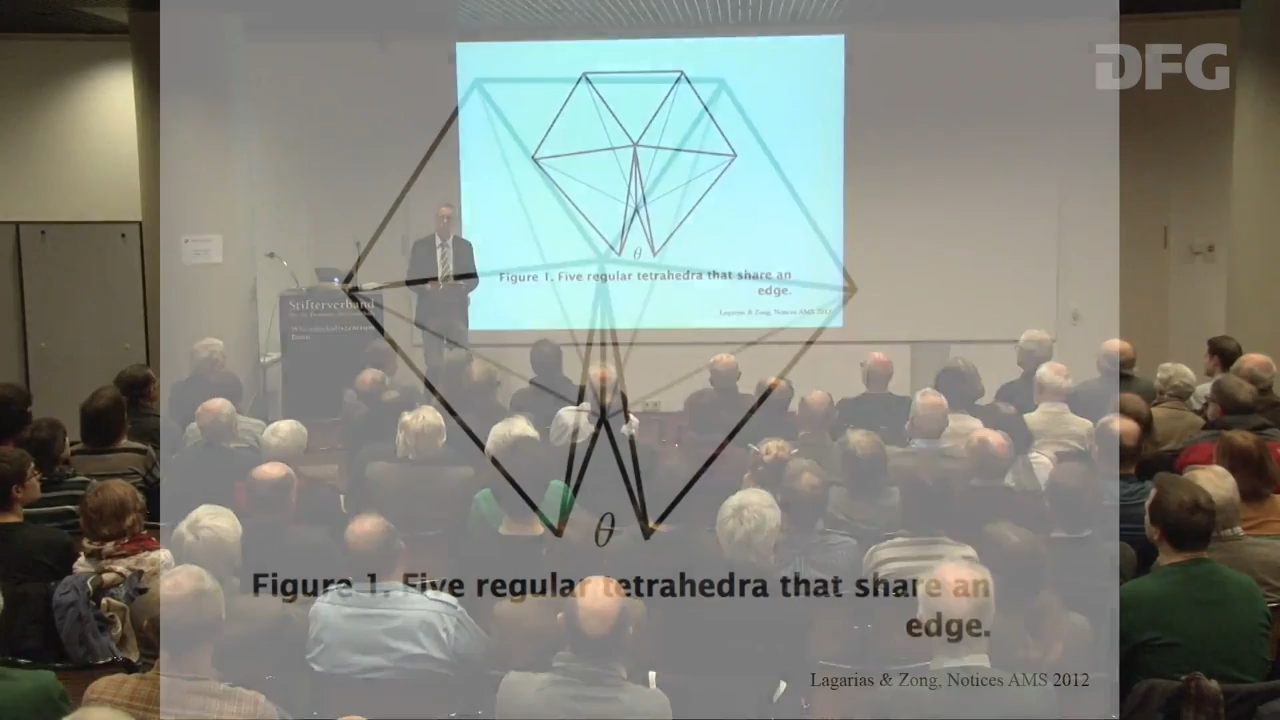 DFG
θ
Figure 1. Five regular tetrahedra that share an
edge.
Lagarias & Zong, Notices AMS 2012
Stifterverband
θ
Figure 1. Five regular tetrahedra that share an
edge.
Lagarias & Zong, Notices AMS 2012